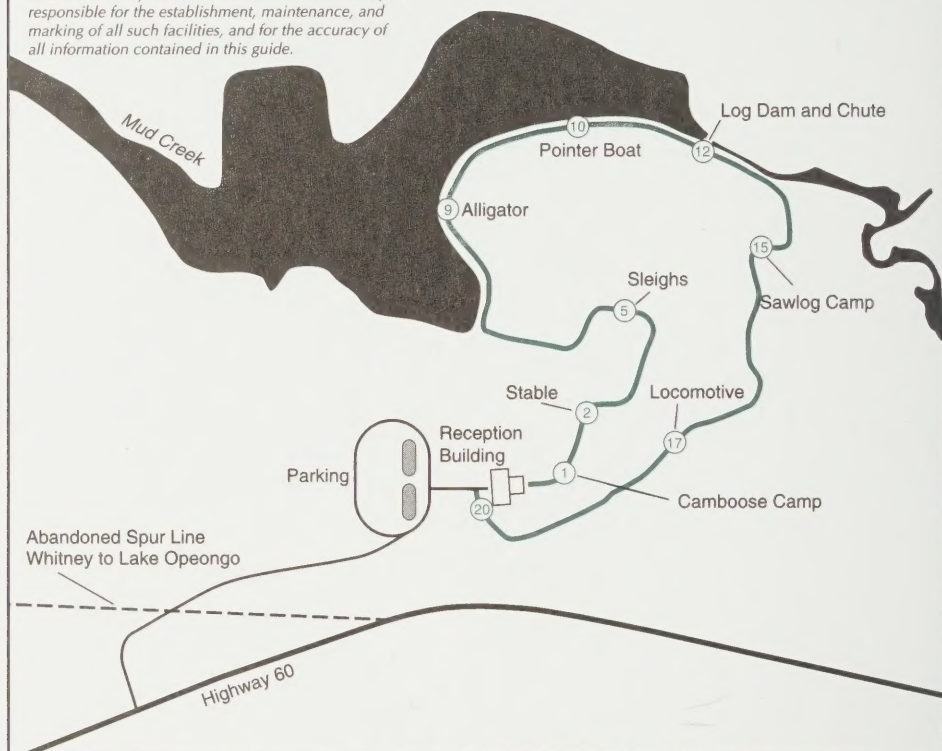 responsible for the establishment, maintenance, and
marking of all such facilities, and for the accuracy of
all information contained in this guide.
Mud Creek
Log Dam and Chute
10
Pointer Boat
12
9 Alligator
15
Sleighs
5
Sawlog Camp
Stable
2
Locomotive
17
Reception
Building
Parking
1
Camboose Camp
20
Abandoned Spur Line
Whitney to Lake Opeongo
Highway 60